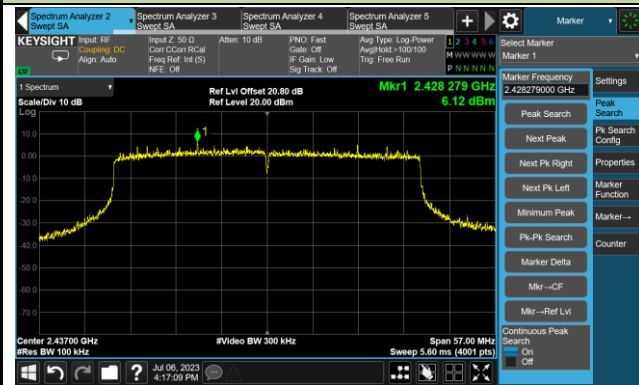 Spectrum Analyzer 2
Swept SA
Spectrum Analyzer 3
Swept SA
Spectrum Analyzer 4
Swept SA
Spectrum Analyzer 5
Swept SA
+
Marker
KEYSIGHT
Input: RF
Coupling: DC
Align: Auto
Input Z: 50 Ω
Corr CCorr RCal
Freq Ref: Int (S)
NFE: Off
Atten: 10 dB
PNO: Fast
Gate: Off
IF Gain: Low
Sig Track: Off
Avg Type: Log-Power
Avg|Hold:>100/100
Trig: Free Run
1 2 3 4 5 6
M W W W W W
P N N N N N
LXI
Select Marker
Marker 1
1 Spectrum
Scale/Div 10 dB
Log
Ref Lvl Offset 20.80 dB
Ref Level 20.00 dBm
Mkr1 2.428 279 GHz
6.12 dBm
10.0
0.00
-10.0
-20.0
-30.0
-40.0
-50.0
-60.0
-70.0
1
Center 2.43700 GHz
#Res BW 100 kHz
#Video BW 300 kHz
Span 57.00 MHz
Sweep 5.60 ms (4001 pts)
Marker Frequency
2.428279000 GHz
Peak Search
Next Peak
Next Pk Right
Next Pk Left
Minimum Peak
Pk-Pk Search
Marker Delta
Mkr→CF
Mkr→Ref Lvl
Continuous Peak
Search
On
Off
Settings
Peak
Search
Pk Search
Config
Properties
Marker
Function
Marker→
Counter
Jul 06, 2023
4:17:09 PM